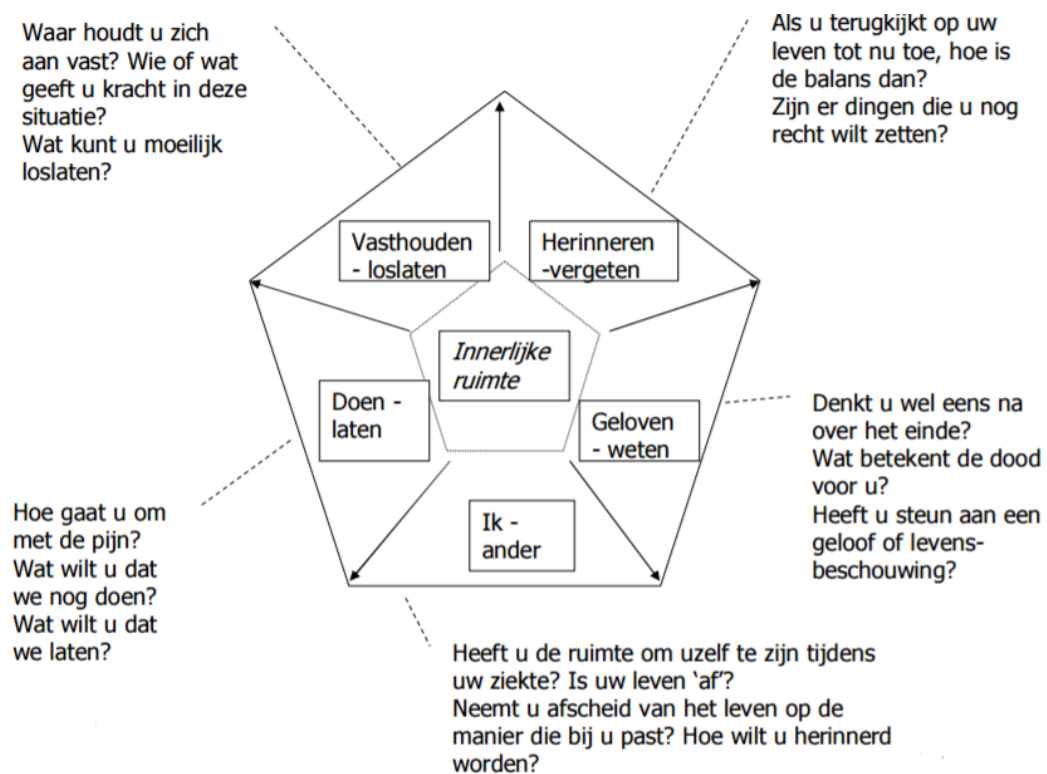 Waar houdt u zich
aan vast? Wie of wat
geeft u kracht in deze
situatie?
Wat kunt u moeilijk
loslaten?
Als u terugkijkt op uw
leven tot nu toe, hoe is
de balans dan?
Zijn er dingen die u nog
recht wilt zetten?
Vasthouden
- loslaten
Herinneren
-vergeten
Innerlijke
ruimte
Doen -
laten
Geloven
- weten
Ik -
ander
Denkt u wel eens na
over het einde?
Wat betekent de dood
voor u?
Heeft u steun aan een
geloof of levens-
beschouwing?
Hoe gaat u om
met de pijn?
Wat wilt u dat
we nog doen?
Wat wilt u dat
we laten?
Heeft u de ruimte om uzelf te zijn tijdens
uw ziekte? Is uw leven ‘af’?
Neemt u afscheid van het leven op de
manier die bij u past? Hoe wilt u herinnerd
worden?